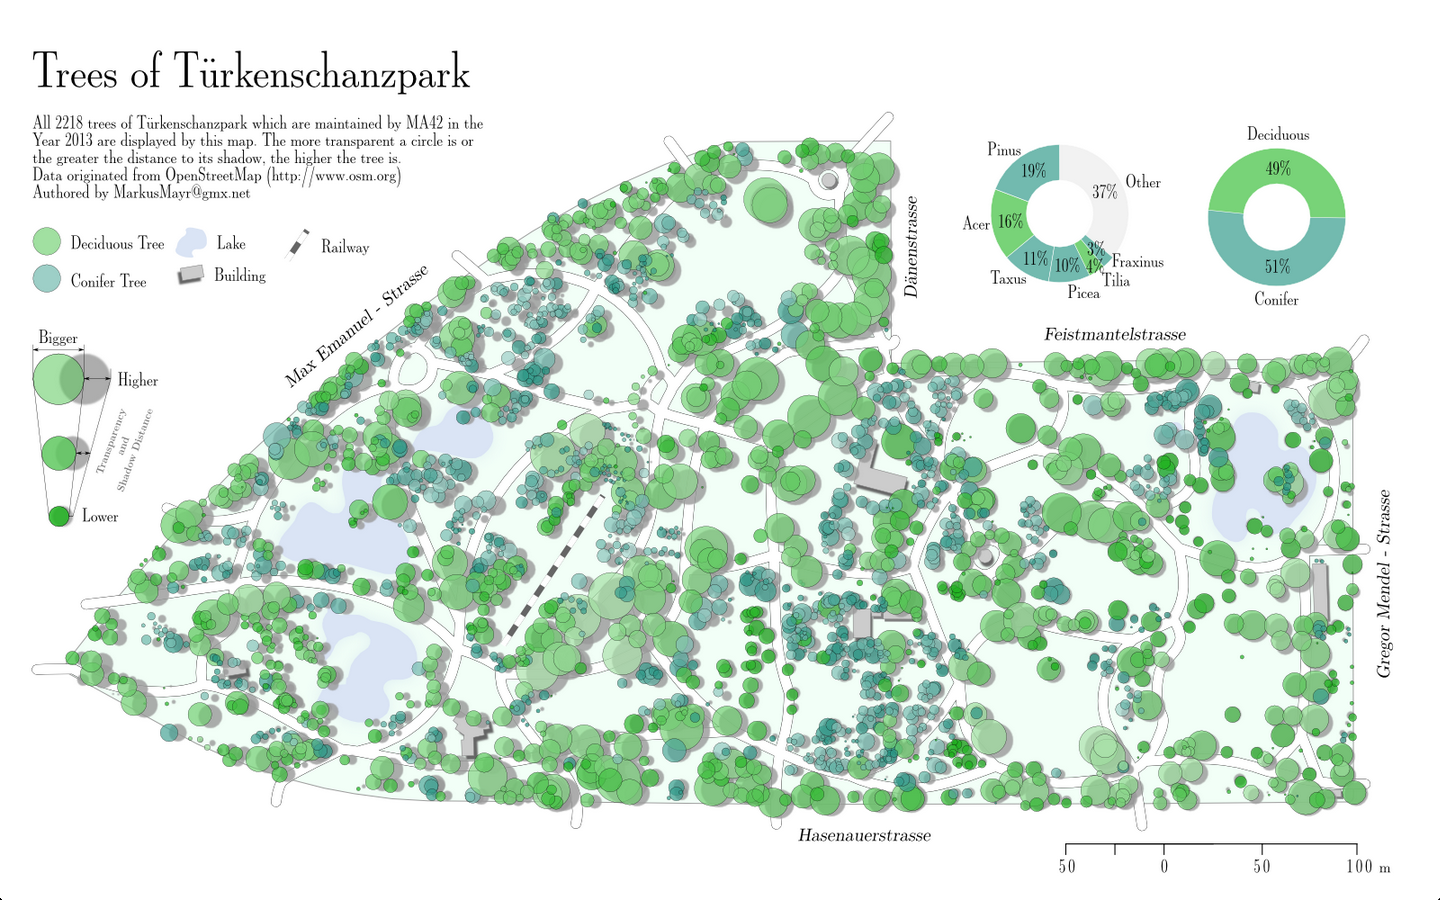 Trees of Türkenschanzpark
All 2218 trees of Türkenschanzpark which are maintained by MA42 in the
Year 2013 are displayed by this map. The more transparent a circle is or
the greater the distance to its shadow, the higher the tree is.
Data originated from OpenStreetMap (http://www.osm.org)
Authored by MarkusMayr@gmx.net
Deciduous Tree
Lake
Railway
Conifer Tree
Building
Bigger
Higher
Transparency
and
Shadow Distance
Lower
Max Emanuel - Strasse
Dänenstrasse
Pinus
19%
Other
37%
Acer
16%
Taxus
11%
Picea
10%
Tilia
4%
Fraxinus
3%
Deciduous
49%
51%
Conifer
Feistmantelstrasse
Gregor Mendel - Strasse
Hasenauerstrasse
50 0 50 100 m